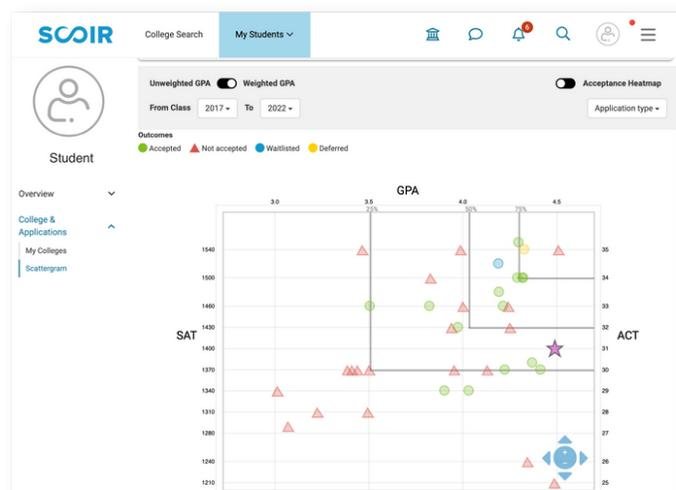 SCOIR
College Search
My Students
6
Unweighted GPA
Weighted GPA
Acceptance Heatmap
From Class
2017
To
2022
Application type
Student
Outcomes
Accepted
Not accepted
Waitlisted
Deferred
Overview
College &
Applications
My Colleges
Scattergram
GPA
3.0
3.5
4.0
4.5
25%
50%
75%
1540
35
1500
34
1460
33
1430
32
SAT
ACT
1400
31
1370
30
1340
29
1310
28
1280
27
1240
26
1210
25